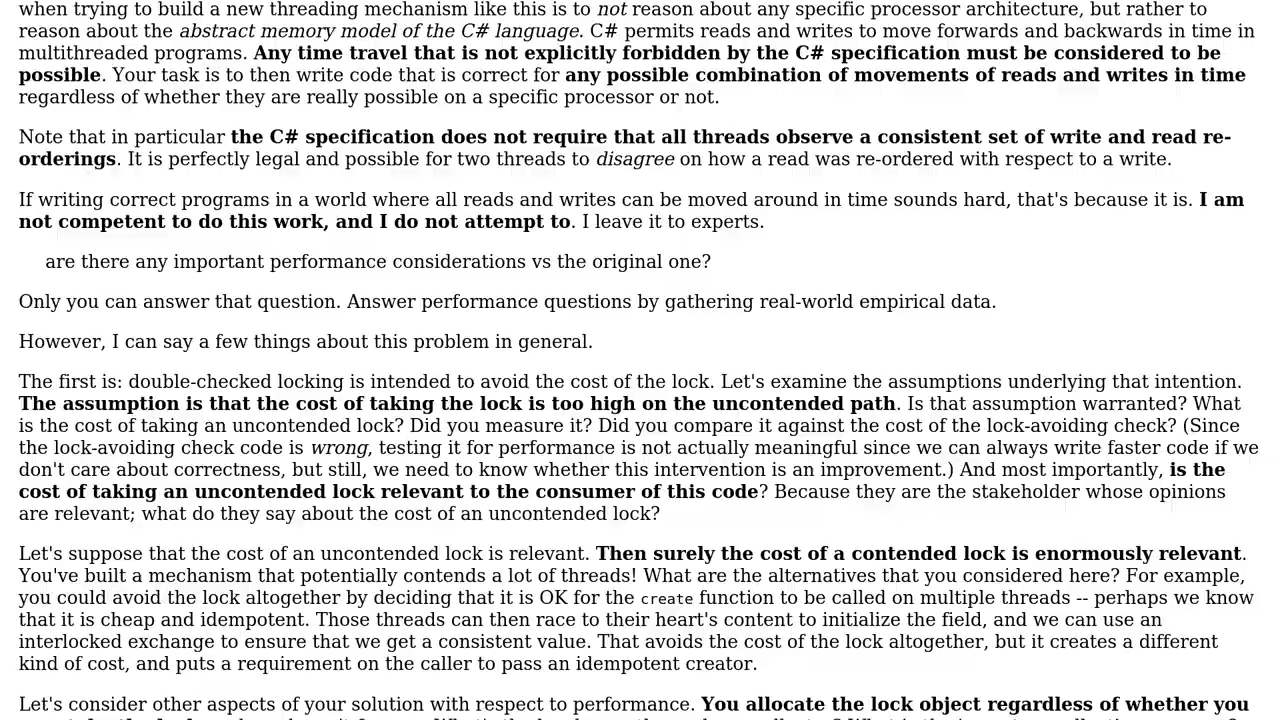 when trying to build a new threading mechanism like this is to not reason about any specific processor architecture, but rather to
reason about the abstract memory model of the C# language. C# permits reads and writes to move forwards and backwards in time in
multithreaded programs. Any time travel that is not explicitly forbidden by the C# specification must be considered to be
possible. Your task is to then write code that is correct for any possible combination of movements of reads and writes in time
regardless of whether they are really possible on a specific processor or not.
Note that in particular the C# specification does not require that all threads observe a consistent set of write and read re-
orderings. It is perfectly legal and possible for two threads to disagree on how a read was re-ordered with respect to a write.
If writing correct programs in a world where all reads and writes can be moved around in time sounds hard, that's because it is. I am
not competent to do this work, and I do not attempt to. I leave it to experts.
are there any important performance considerations vs the original one?
Only you can answer that question. Answer performance questions by gathering real-world empirical data.
However, I can say a few things about this problem in general.
The first is: double-checked locking is intended to avoid the cost of the lock. Let's examine the assumptions underlying that intention.
The assumption is that the cost of taking the lock is too high on the uncontended path. Is that assumption warranted? What
is the cost of taking an uncontended lock? Did you measure it? Did you compare it against the cost of the lock-avoiding check? (Since
the lock-avoiding check code is wrong, testing it for performance is not actually meaningful since we can always write faster code if we
don't care about correctness, but still, we need to know whether this intervention is an improvement.) And most importantly, is the
cost of taking an uncontended lock relevant to the consumer of this code? Because they are the stakeholder whose opinions
are relevant; what do they say about the cost of an uncontended lock?
Let's suppose that the cost of an uncontended lock is relevant. Then surely the cost of a contended lock is enormously relevant.
You've built a mechanism that potentially contends a lot of threads! What are the alternatives that you considered here? For example,
you could avoid the lock altogether by deciding that it is OK for the create function to be called on multiple threads -- perhaps we know
that it is cheap and idempotent. Those threads can then race to their heart's content to initialize the field, and we can use an
interlocked exchange to ensure that we get a consistent value. That avoids the cost of the lock altogether, but it creates a different
kind of cost, and puts a requirement on the caller to pass an idempotent creator.
Let's consider other aspects of your solution with respect to performance. You allocate the lock object regardless of whether you